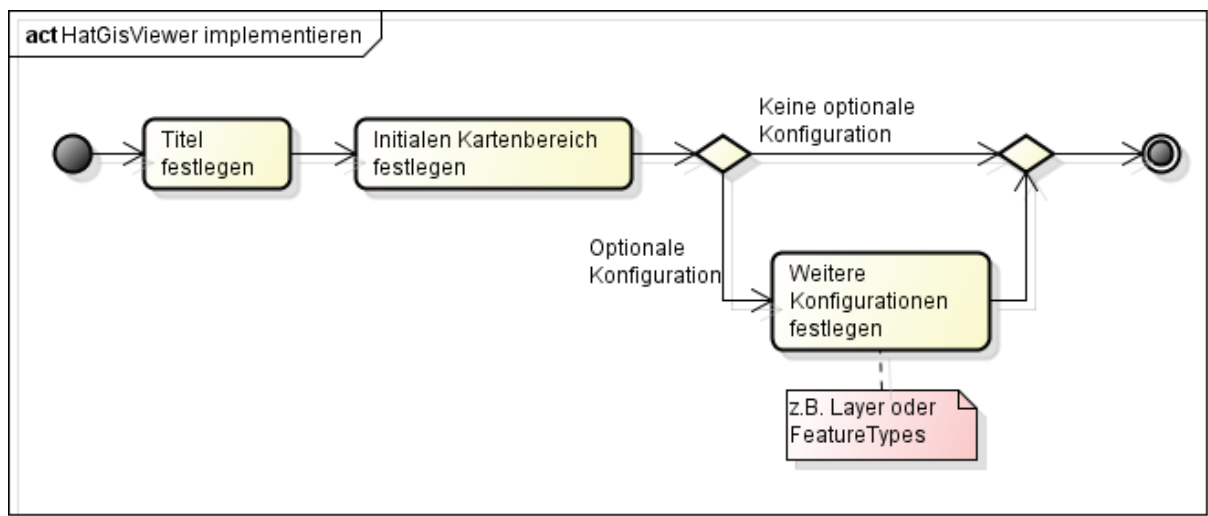 act HatGisViewer implementieren
Titel
festlegen
Initialen Kartenbereich
festlegen
Keine optionale
Konfiguration
Optionale
Konfiguration
Weitere
Konfigurationen
festlegen
z.B. Layer oder
FeatureTypes